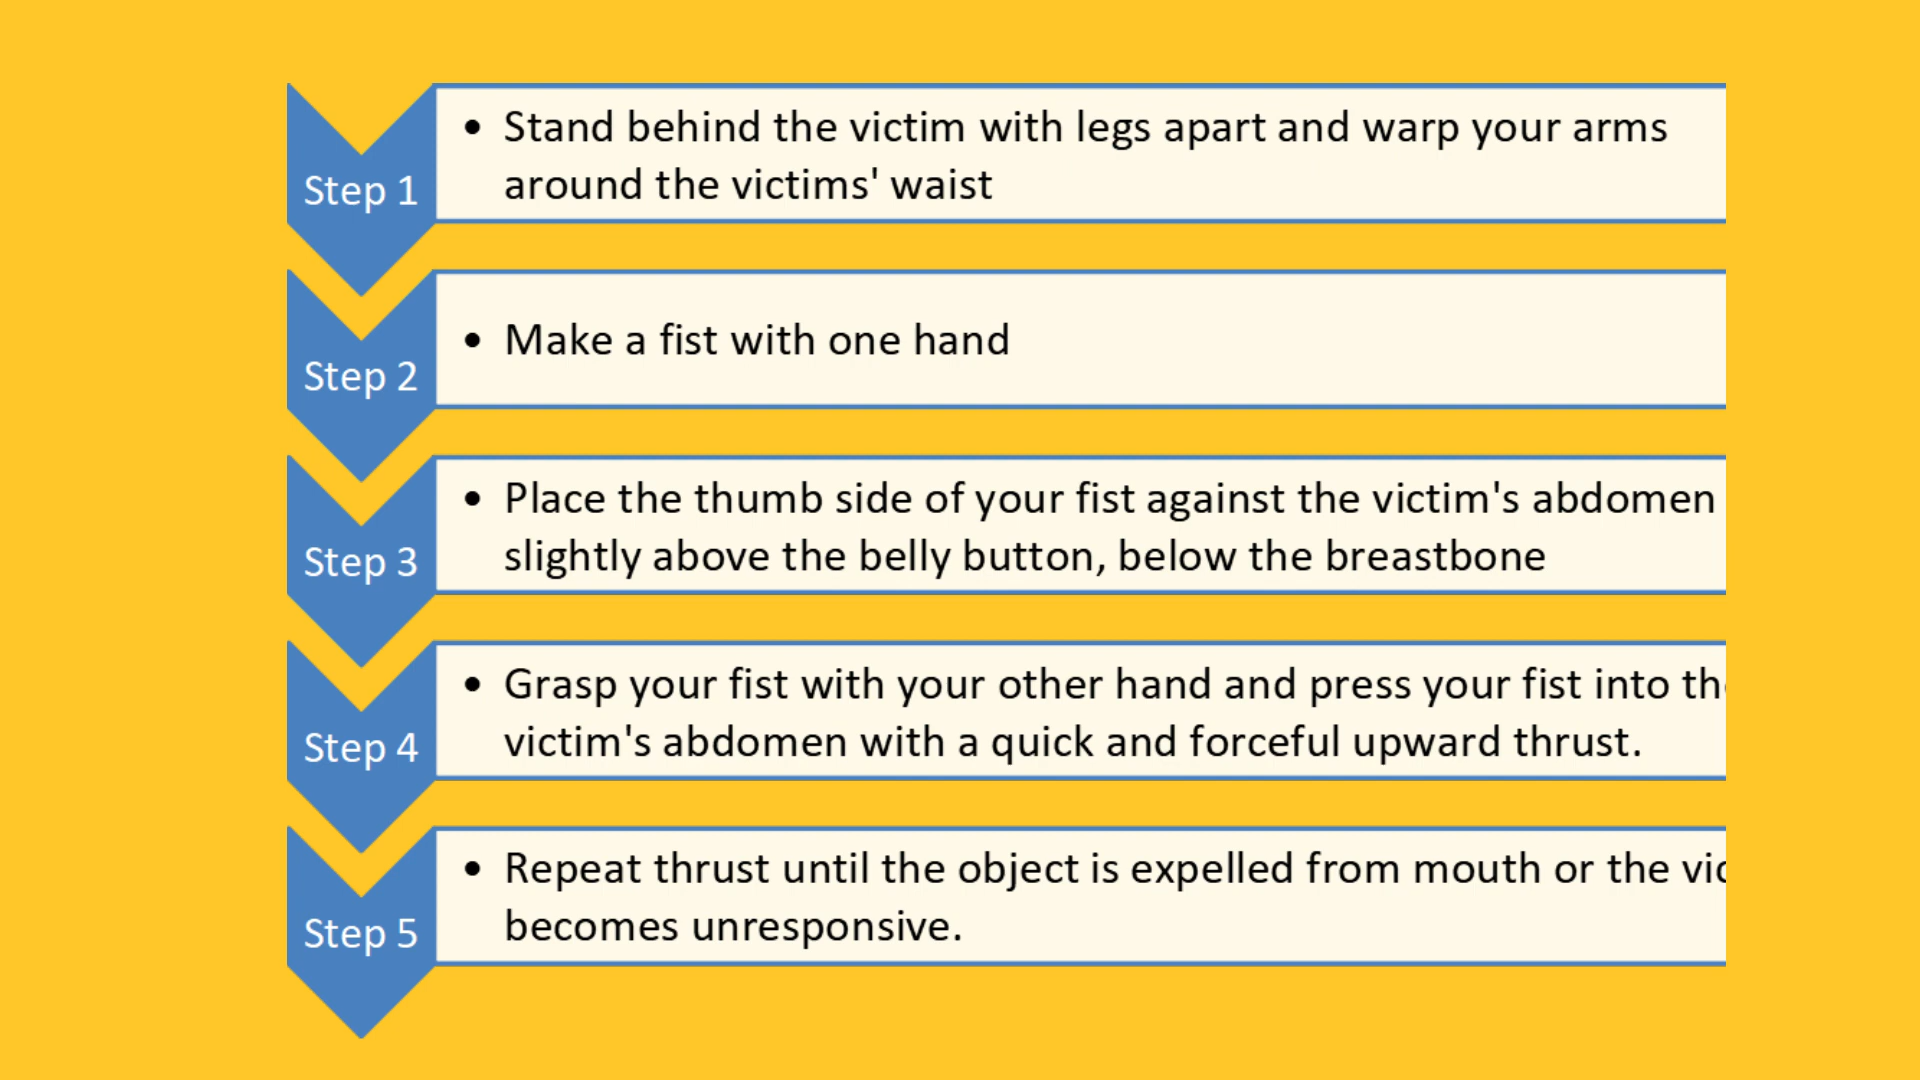 Step 1
• Stand behind the victim with legs apart and warp your arms
around the victims' waist
Step 2
• Make a fist with one hand
Step 3
• Place the thumb side of your fist against the victim's abdomen
slightly above the belly button, below the breastbone
Step 4
• Grasp your fist with your other hand and press your fist into the
victim's abdomen with a quick and forceful upward thrust.
Step 5
• Repeat thrust until the object is expelled from mouth or the
becomes unresponsive.